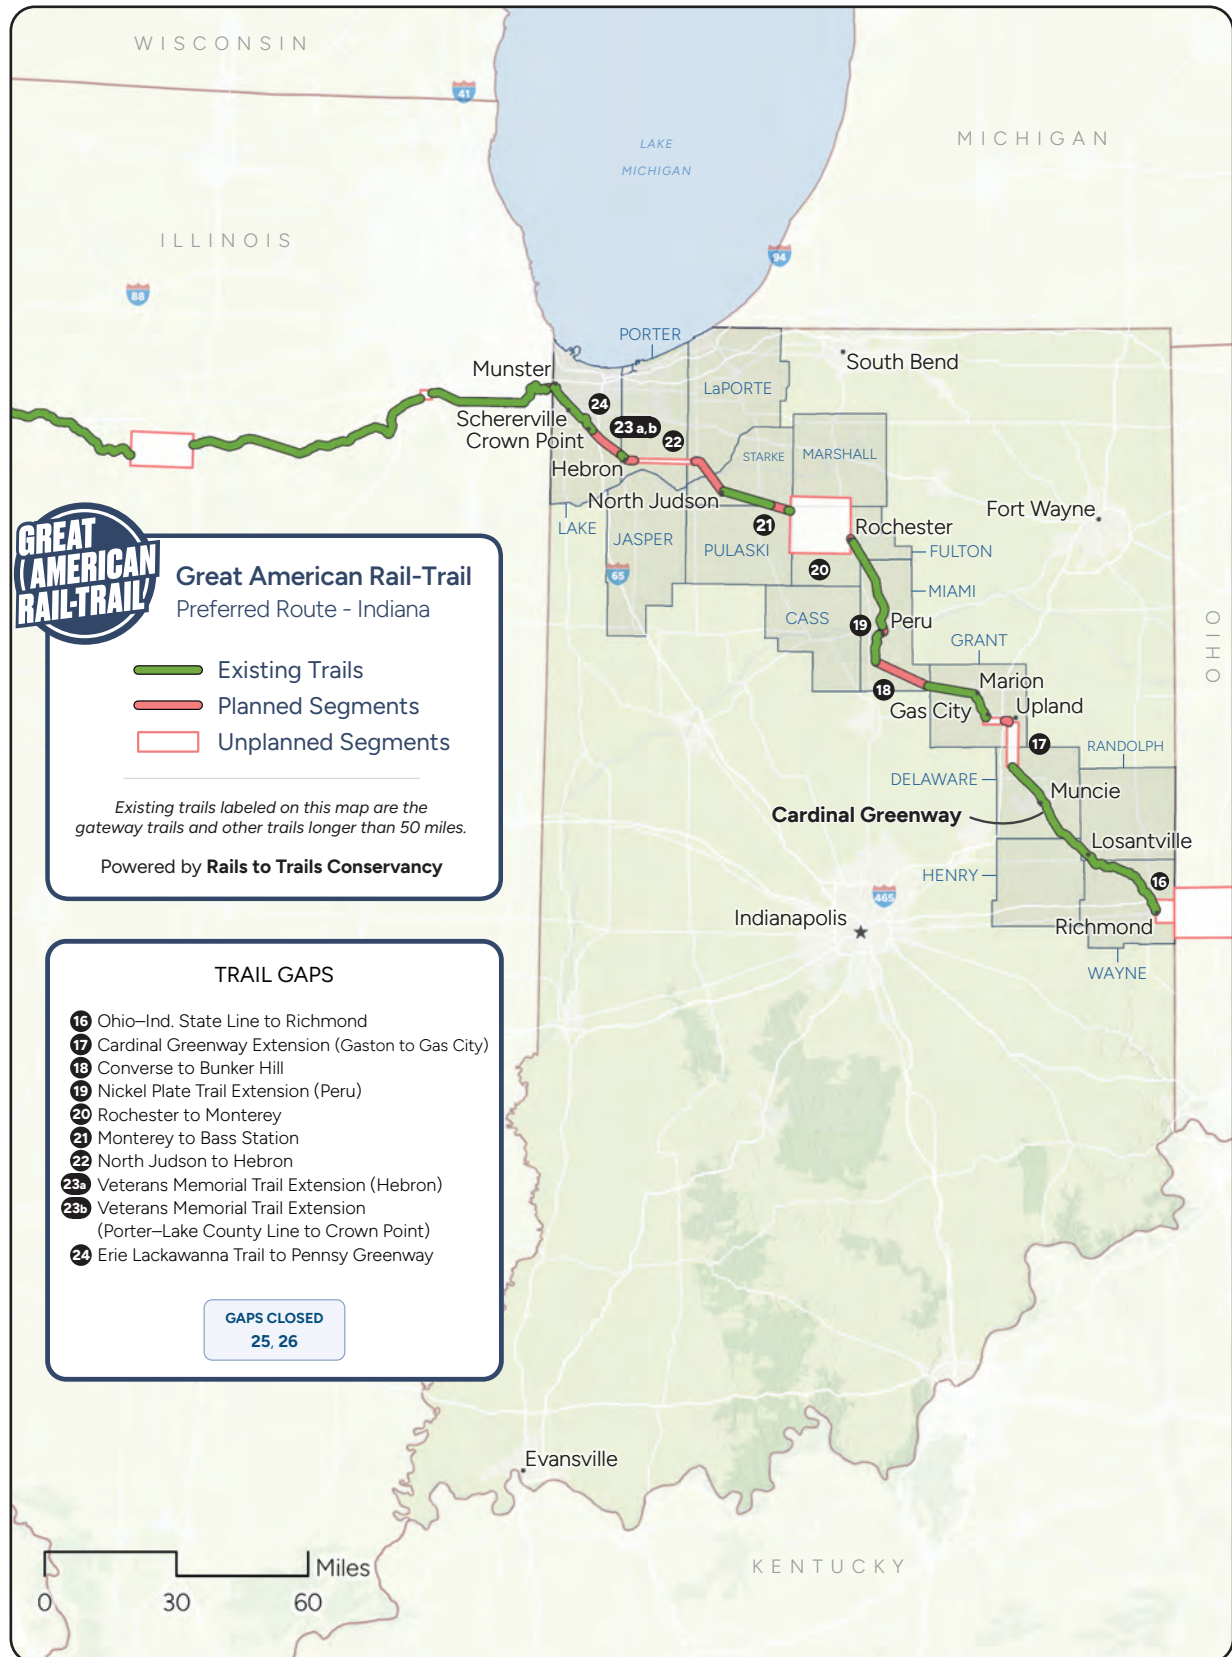 WISCONSIN
41
LAKE
MICHIGAN
MICHIGAN
ILLINOIS
94
88
PORTER
Munster
South Bend
LaPORTE
24
Schererville
23 a,b
Crown Point
22
STARKE
MARSHALL
Hebron
North Judson
Fort Wayne
21
LAKE
Rochester
JASPER
PULASKI
FULTON
20
65
MIAMI
CASS
19
Peru
OHIO
GRANT
18
Marion
Gas City
Upland
17
RANDOLPH
DELAWARE
Muncie
Cardinal Greenway
Losantville
HENRY
16
465
Indianapolis
Richmond
WAYNE
GREAT
AMERICAN
RAIL-TRAIL
Great American Rail-Trail
Preferred Route - Indiana
Existing Trails
Planned Segments
Unplanned Segments
Existing trails labeled on this map are the
gateway trails and other trails longer than 50 miles.
Powered by Rails to Trails Conservancy
TRAIL GAPS
16 Ohio–Ind. State Line to Richmond
17 Cardinal Greenway Extension (Gaston to Gas City)
18 Converse to Bunker Hill
19 Nickel Plate Trail Extension (Peru)
20 Rochester to Monterey
21 Monterey to Bass Station
22 North Judson to Hebron
23a Veterans Memorial Trail Extension (Hebron)
23b Veterans Memorial Trail Extension
(Porter–Lake County Line to Crown Point)
24 Erie Lackawanna Trail to Pennsy Greenway
GAPS CLOSED
25, 26
Evansville
KENTUCKY
Miles
0 30 60